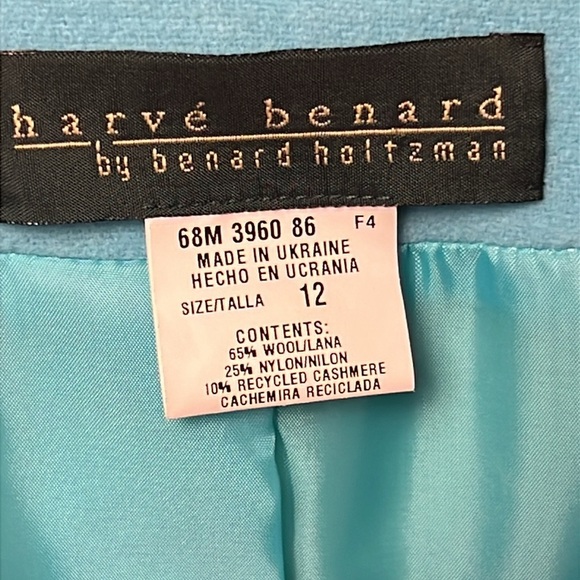 harvé benard
by benard holtzman
68M 3960 86 F4
MADE IN UKRAINE
HECHO EN UCRANIA
SIZE/TALLA 12
CONTENTS:
65% WOOL/LANA
25% NYLON/NILON
10% RECYCLED CASHMERE
CACHEMIRA RECICLADA